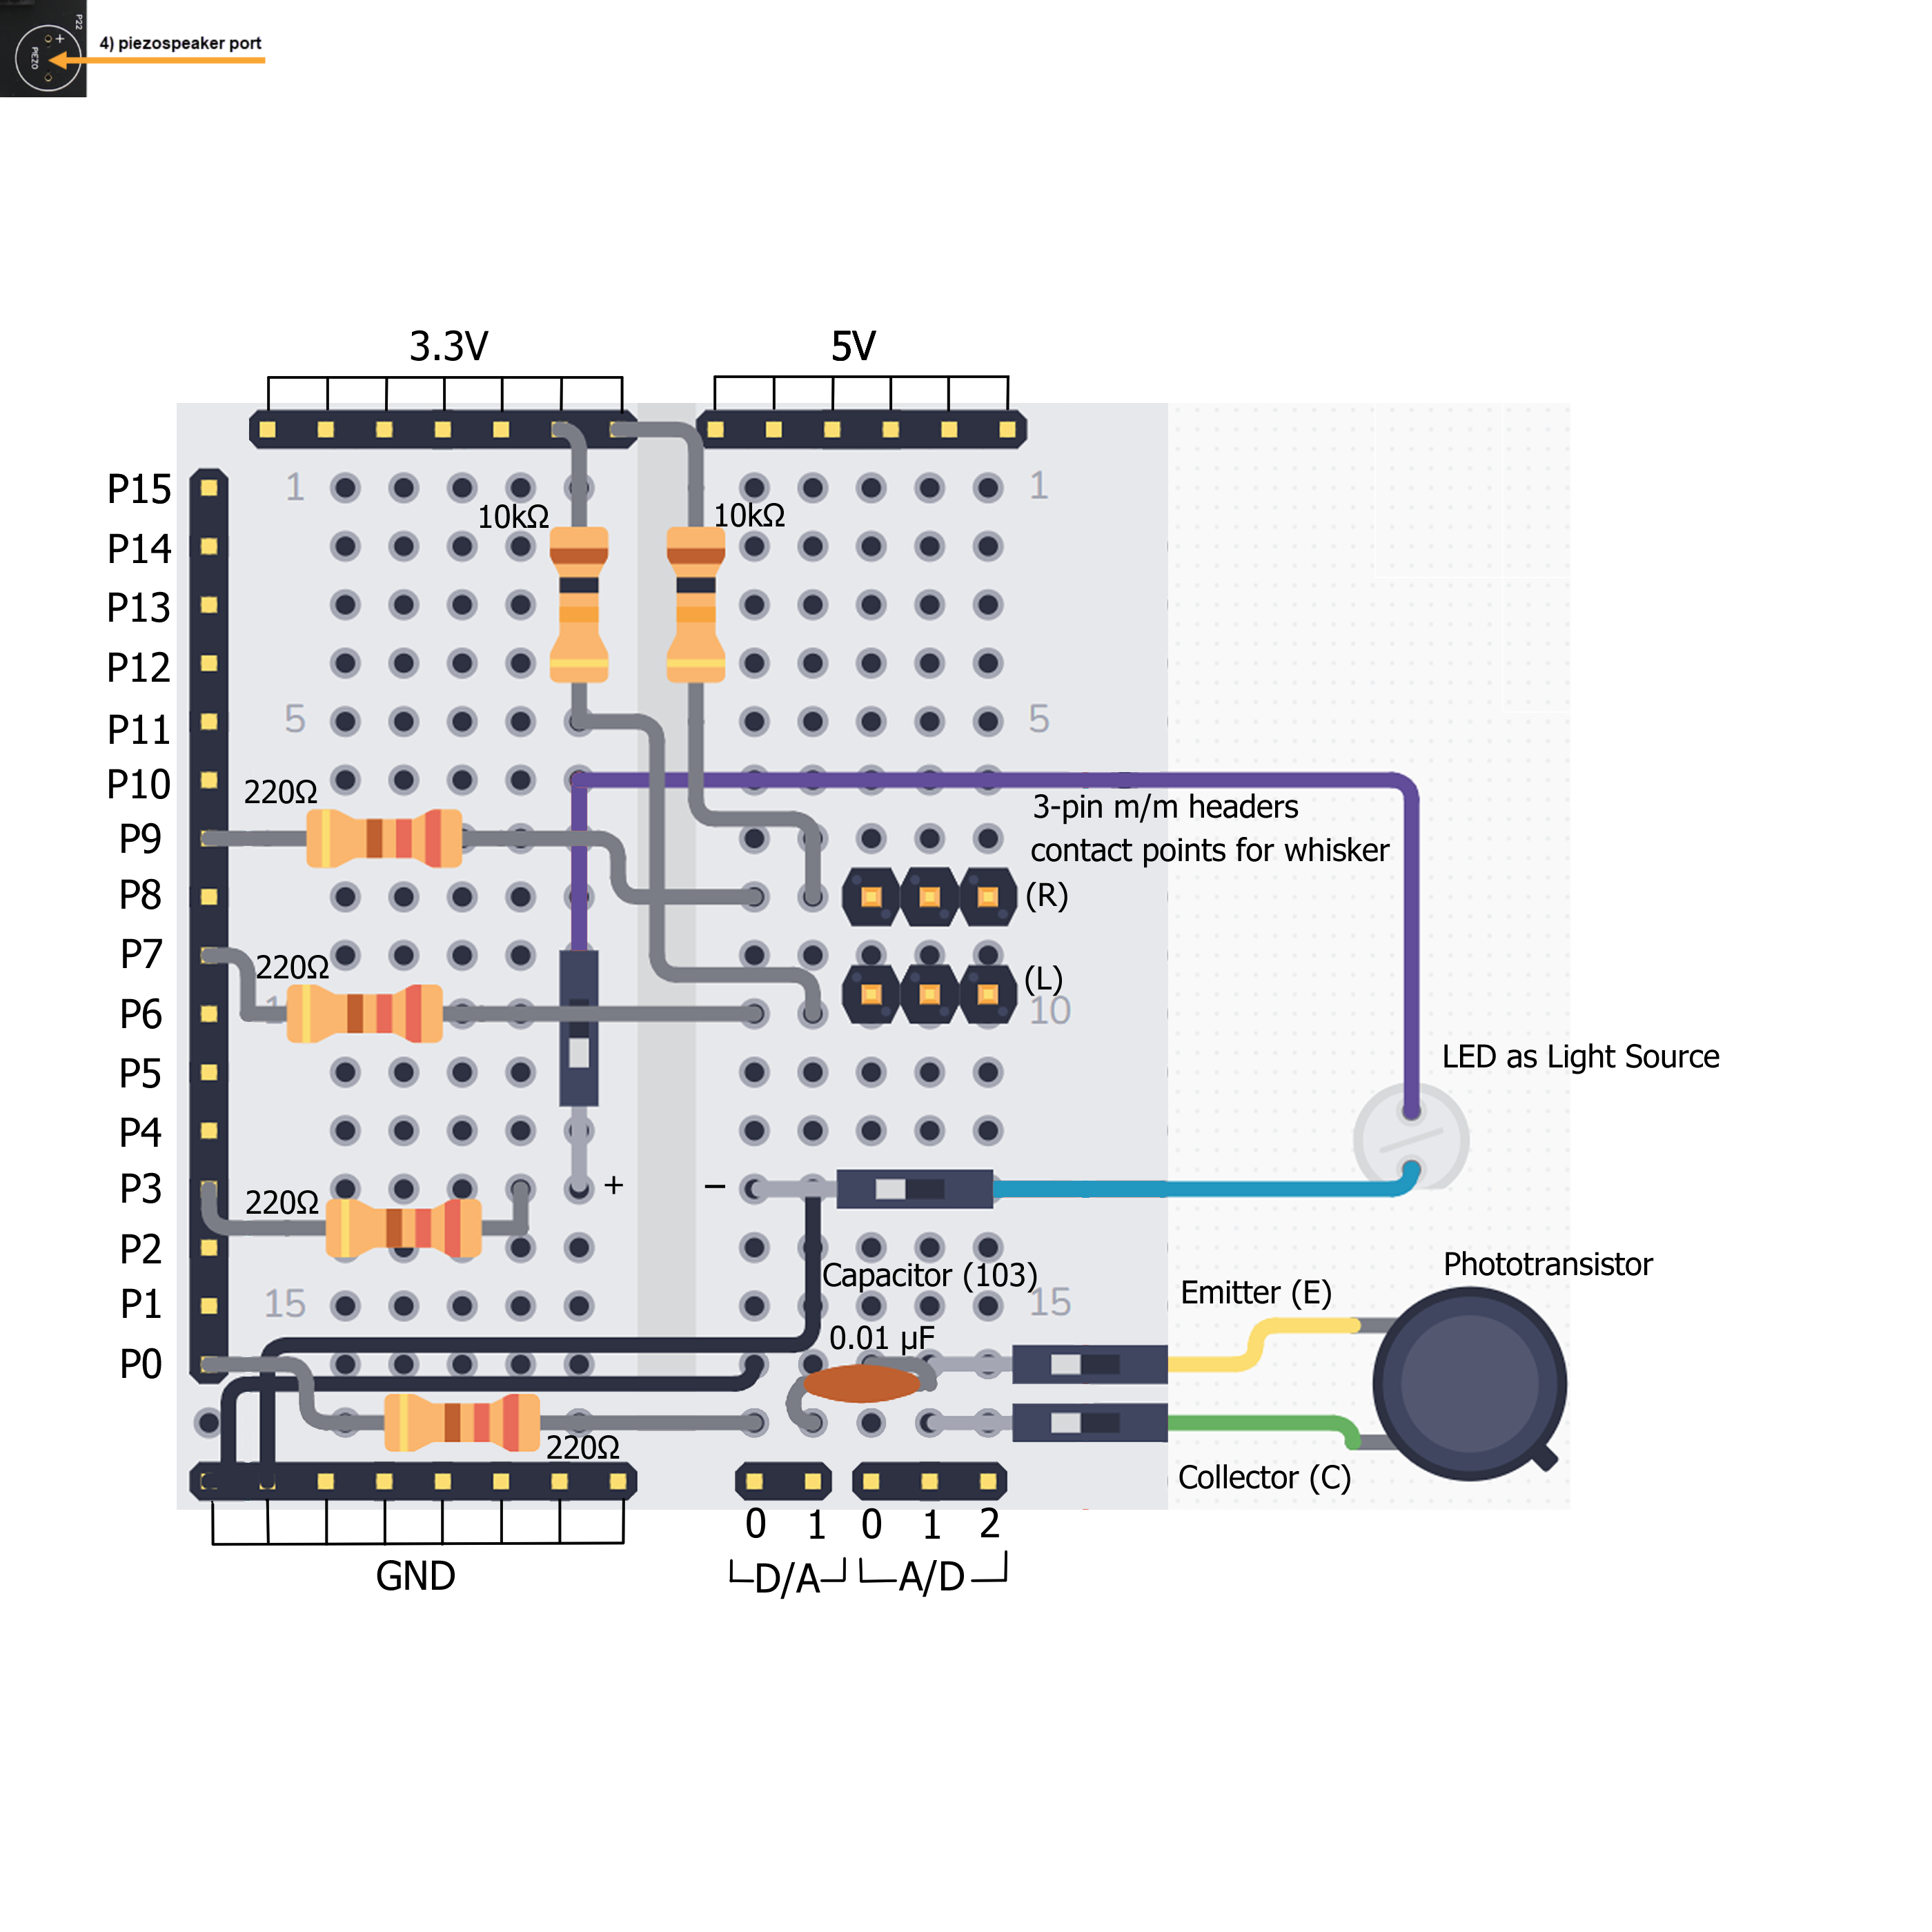 P22
PIEZO
+
4) piezospeaker port
3.3V
5V
P15
1
1
10kΩ
10kΩ
P14
P13
P12
P11
5
5
P10
220Ω
3-pin m/m headers
P9
contact points for whisker
P8
(R)
P7
220Ω
(L)
P6
1
10
LED as Light Source
P5
P4
P3
+
−
220Ω
P2
Capacitor (103)
Phototransistor
P1
15
15
Emitter (E)
0.01 µF
P0
220Ω
Collector (C)
0
1
0
1
2
GND
D/A
A/D